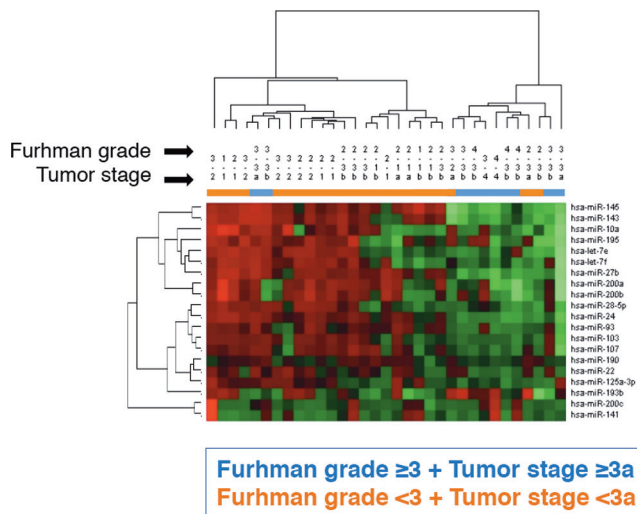 Furhman grade
Tumor stage
hsa-miR-145
hsa-miR-143
hsa-miR-10a
hsa-miR-195
hsa-let-7e
hsa-let-7f
hsa-miR-27b
hsa-miR-200a
hsa-miR-200b
hsa-miR-28-5p
hsa-miR-24
hsa-miR-93
hsa-miR-103
hsa-miR-107
hsa-miR-190
hsa-miR-22
hsa-miR-125a-3p
hsa-miR-193b
hsa-miR-200c
hsa-miR-141
Furhman grade ≥3 + Tumor stage ≥3a
Furhman grade <3 + Tumor stage <3a